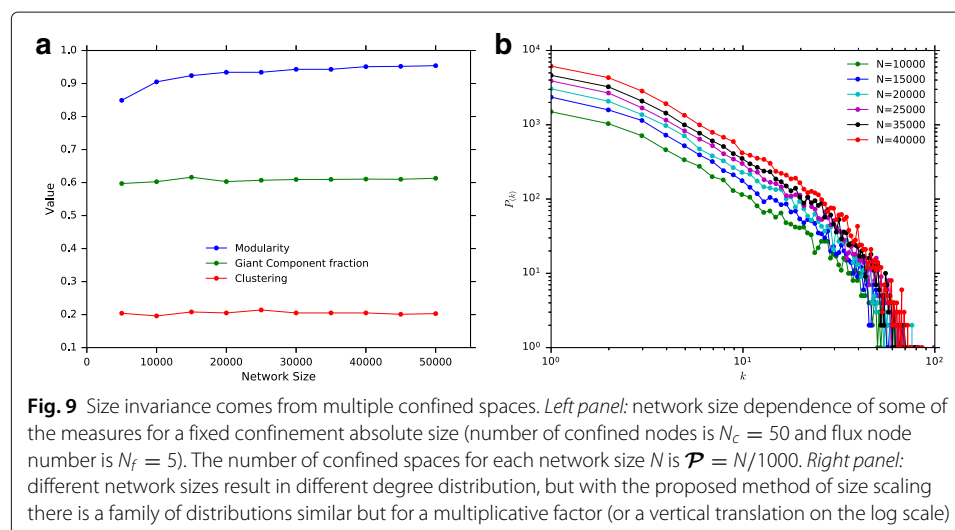 a
1.0
0.9
0.8
0.7
0.6
0.5
0.4
0.3
0.2
0.1
Value
Modularity
Giant Component fraction
Clustering
0 10000 20000 30000 40000 50000
Network Size
b
10⁴
10³
10²
10¹
10⁰
P(k)
N=10000
N=15000
N=20000
N=25000
N=35000
N=40000
10⁰ 10¹ 10²
k
Fig. 9 Size invariance comes from multiple confined spaces. Left panel: network size dependence of some of
the measures for a fixed confinement absolute size (number of confined nodes is N_c = 50 and flux node
number is N_f = 5). The number of confined spaces for each network size N is 𝓟 = N/1000. Right panel:
different network sizes result in different degree distribution, but with the proposed method of size scaling
there is a family of distributions similar but for a multiplicative factor (or a vertical translation on the log scale)